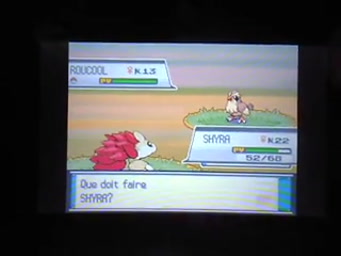 ROUCOOL ♀N.13
PV
SHYRA ♀N.22
PV
52/68
Que doit faire
SHYRA?